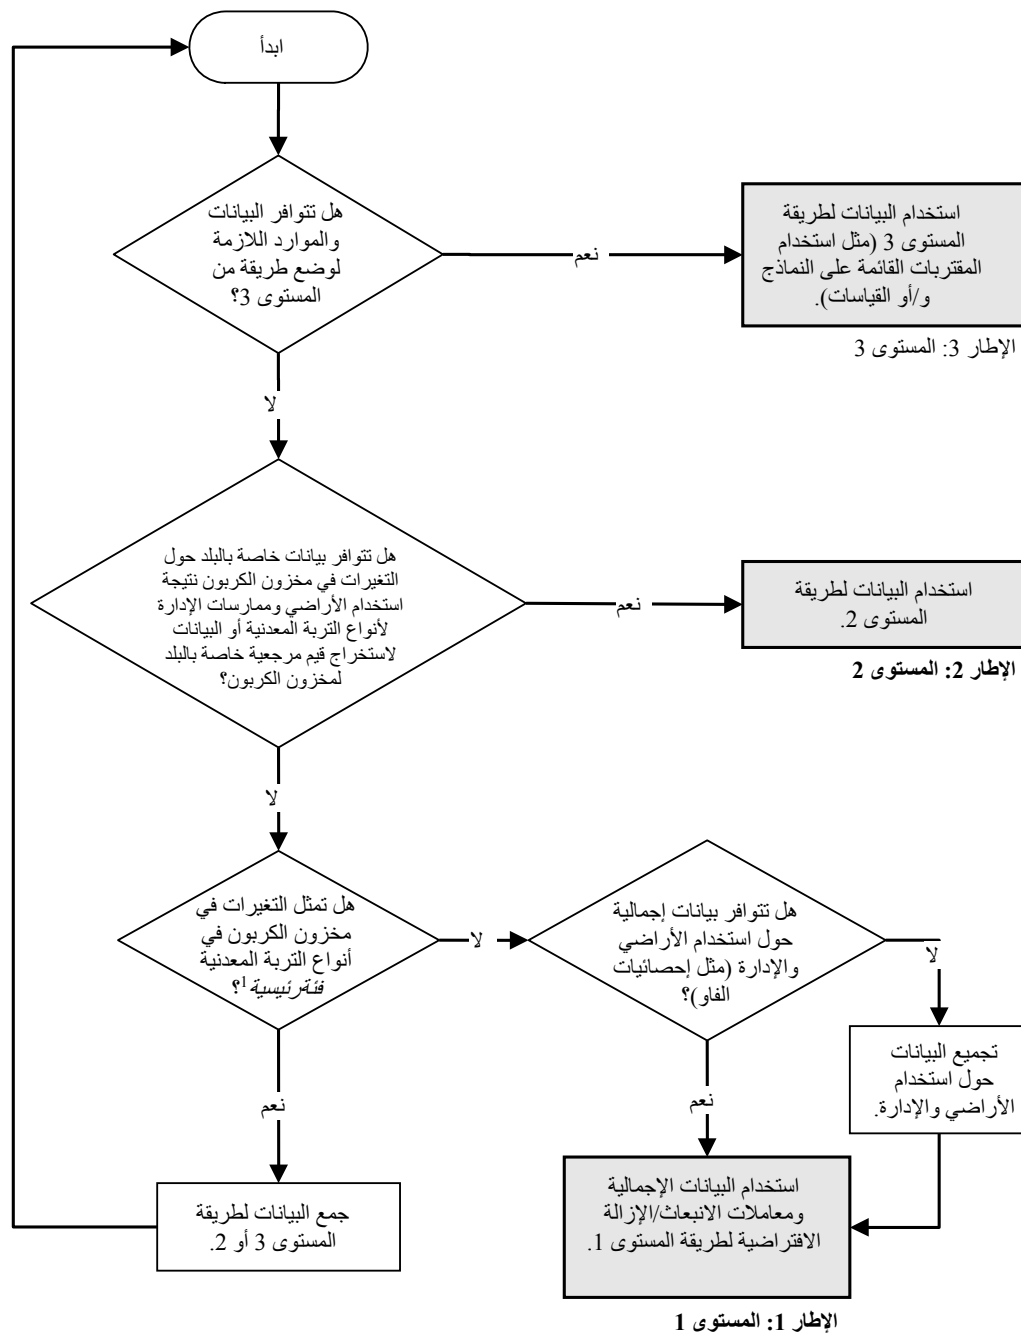 ابدأ
هل تتوافر البيانات
والموارد اللازمة
لوضع طريقة من
المستوى 3؟
نعم
استخدام البيانات لطريقة
المستوى 3 (مثل استخدام
المقتربات القائمة على النماذج
و/أو القياسات).
الإطار 3: المستوى 3
لا
هل تتوافر بيانات خاصة بالبلد حول
التغيرات في مخزون الكربون نتيجة
استخدام الأراضي وممارسات الإدارة
لأنواع التربة المعدنية أو البيانات
لاستخراج قيم مرجعية خاصة بالبلد
لمخزون الكربون؟
نعم
استخدام البيانات لطريقة
المستوى 2.
الإطار 2: المستوى 2
لا
هل تمثل التغيرات في
مخزون الكربون في
أنواع التربة المعدنية
فئة رئيسية1؟
لا
هل تتوافر بيانات إجمالية
حول استخدام الأراضي
والإدارة (مثل إحصائيات
الفاو)؟
لا
تجميع البيانات
حول استخدام
الأراضي والإدارة.
نعم
نعم
جمع البيانات لطريقة
المستوى 3 أو 2.
استخدام البيانات الإجمالية
ومعاملات الانبعاث/الإزالة
الافتراضية لطريقة المستوى 1.
الإطار 1: المستوى 1